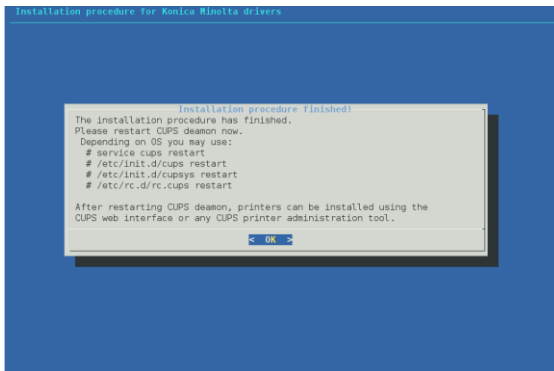 Installation procedure for Konica Minolta drivers
Installation procedure finished!
The installation procedure has finished.
Please restart CUPS deamon now.
Depending on OS you may use:
# service cups restart
# /etc/init.d/cups restart
# /etc/init.d/cupsys restart
# /etc/rc.d/rc.cups restart
After restarting CUPS deamon, printers can be installed using the
CUPS web interface or any CUPS printer administration tool.
< OK >